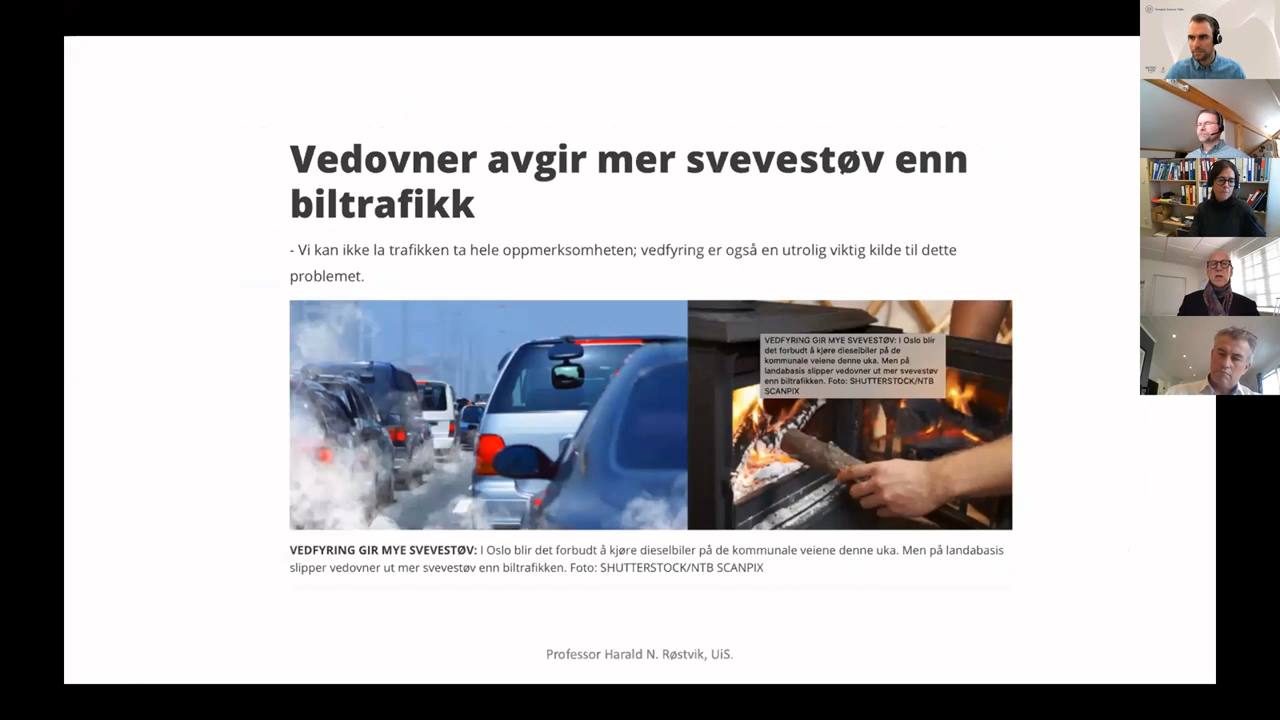 Vedovner avgir mer svevestøv enn
biltrafikk
- Vi kan ikke la trafikken ta hele oppmerksomheten; vedfyring er også en utrolig viktig kilde til dette
problemet.
VEDFYRING GIR MYE SVEVESTØV: I Oslo blir
det forbudt å kjøre dieselbiler på de
kommunale veiene denne uka. Men på
landabasis slipper vedovner ut mer svevestøv
enn biltrafikken. Foto: SHUTTERSTOCK/NTB
SCANPIX
VEDFYRING GIR MYE SVEVESTØV: I Oslo blir det forbudt å kjøre dieselbiler på de kommunale veiene denne uka. Men på landabasis
slipper vedovner ut mer svevestøv enn biltrafikken. Foto: SHUTTERSTOCK/NTB SCANPIX
Professor Harald N. Røstvik, UiS.